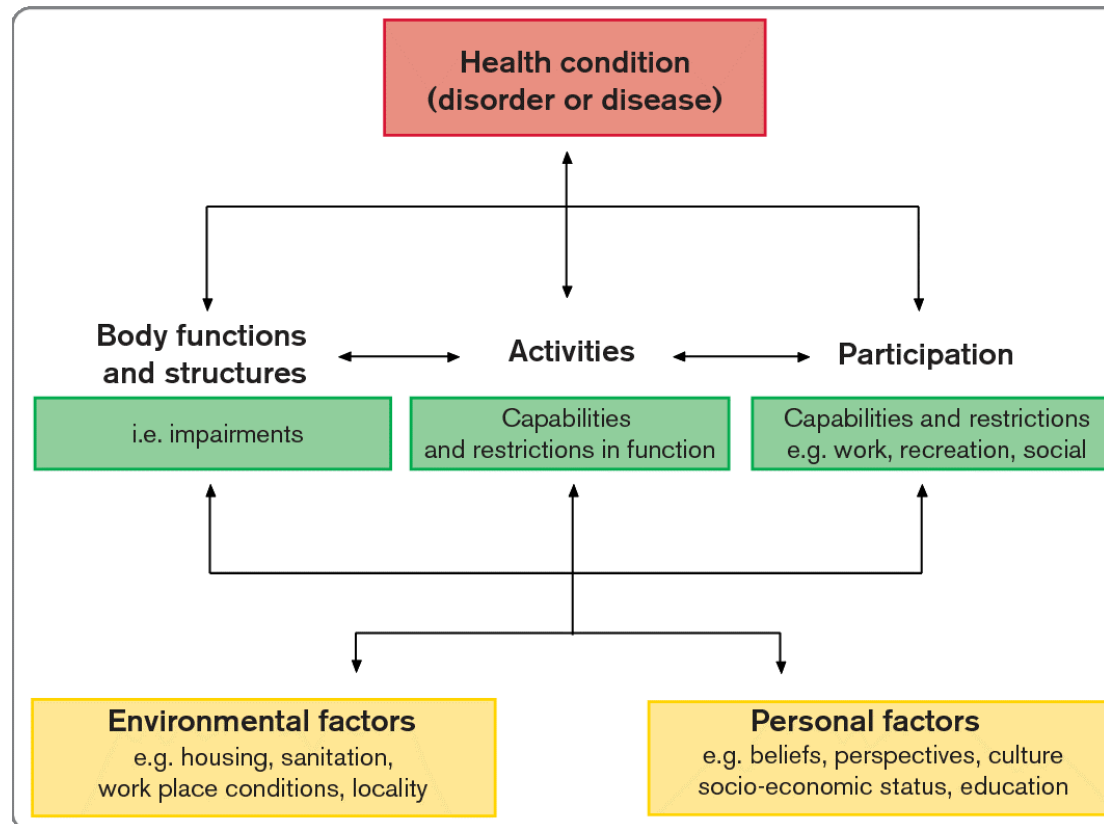 Health condition
(disorder or disease)
Body functions
and structures
Activities
Participation
i.e. impairments
Capabilities
and restrictions in function
Capabilities and restrictions
e.g. work, recreation, social
Environmental factors
e.g. housing, sanitation,
work place conditions, locality
Personal factors
e.g. beliefs, perspectives, culture
socio-economic status, education